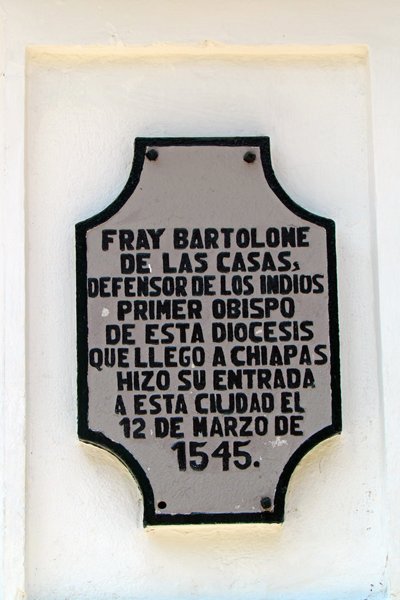 FRAY BARTOLONE
DE LAS CASAS,
DEFENSOR DE LOS INDIOS
PRIMER OBISPO
DE ESTA DIOCESIS
QUE LLEGO A CHIAPAS
HIZO SU ENTRADA
A ESTA CIUDAD EL
12 DE MARZO DE
1545.